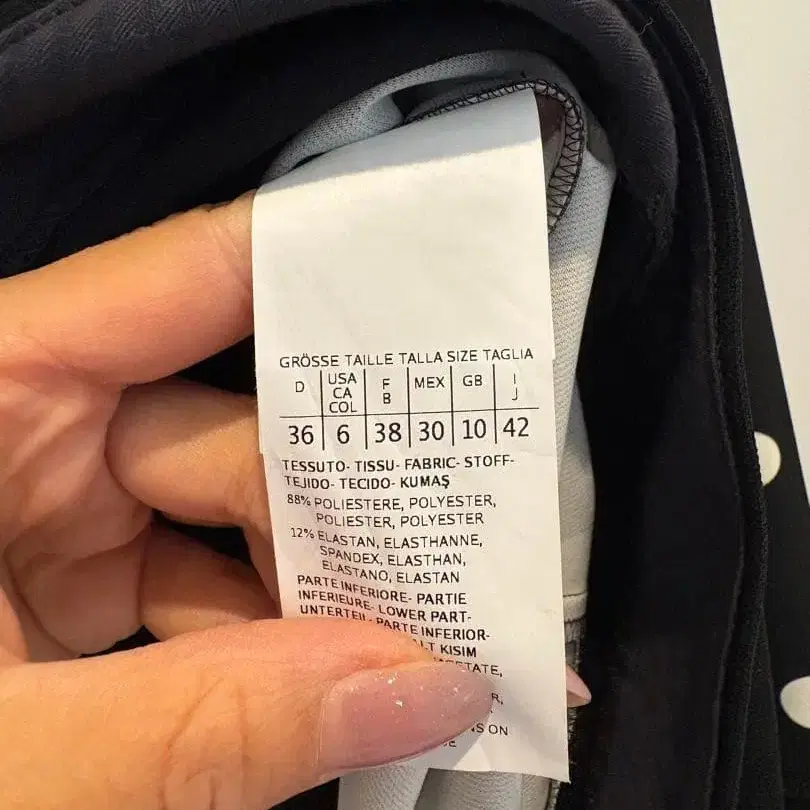 GRÖSSE TAILLE TALLA SIZE TAGLIA
D USA CA COL F B MEX GB I J
36 6 38 30 10 42
TESSUTO- TISSU- FABRIC- STOFF-
TEJIDO- TECIDO- KUMAŞ
88% POLIESTERE, POLYESTER,
POLIESTER, POLYESTER
12% ELASTAN, ELASTHANNE,
SPANDEX, ELASTHAN,
ELASTANO, ELASTAN
PARTE INFERIORE- PARTIE
INFERIEURE- LOWER PART-
UNTERTEIL- PARTE INFERIOR-
KISIM
ON